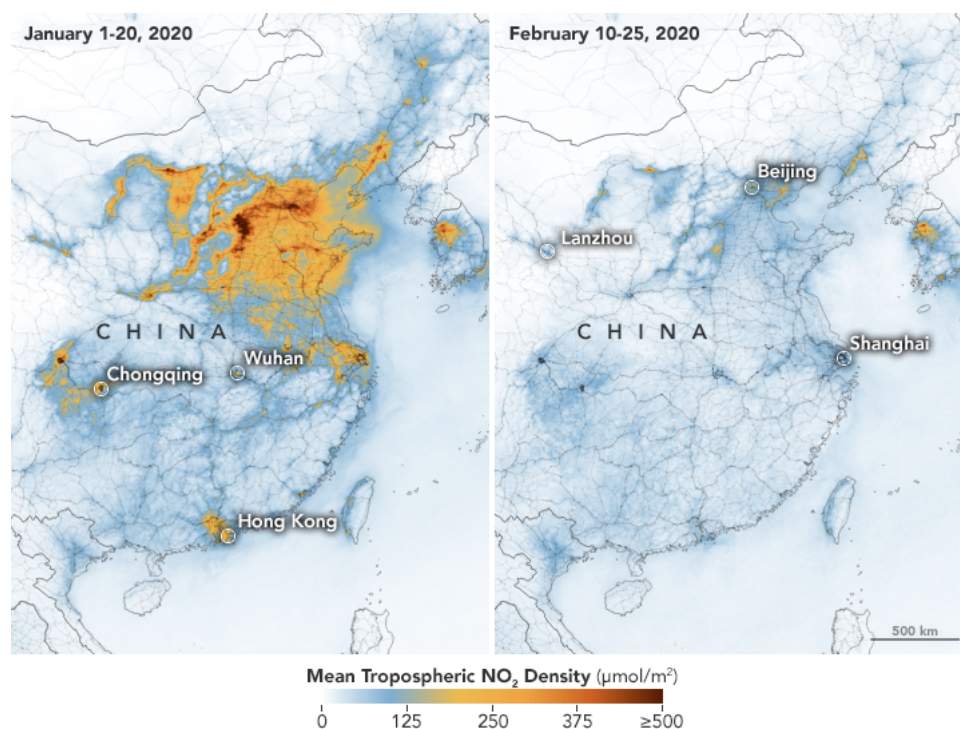 January 1-20, 2020
CHINA
Wuhan
Chongqing
Hong Kong
February 10-25, 2020
Beijing
Lanzhou
CHINA
Shanghai
500 km
Mean Tropospheric NO₂ Density (µmol/m²)
0 125 250 375 ≥500